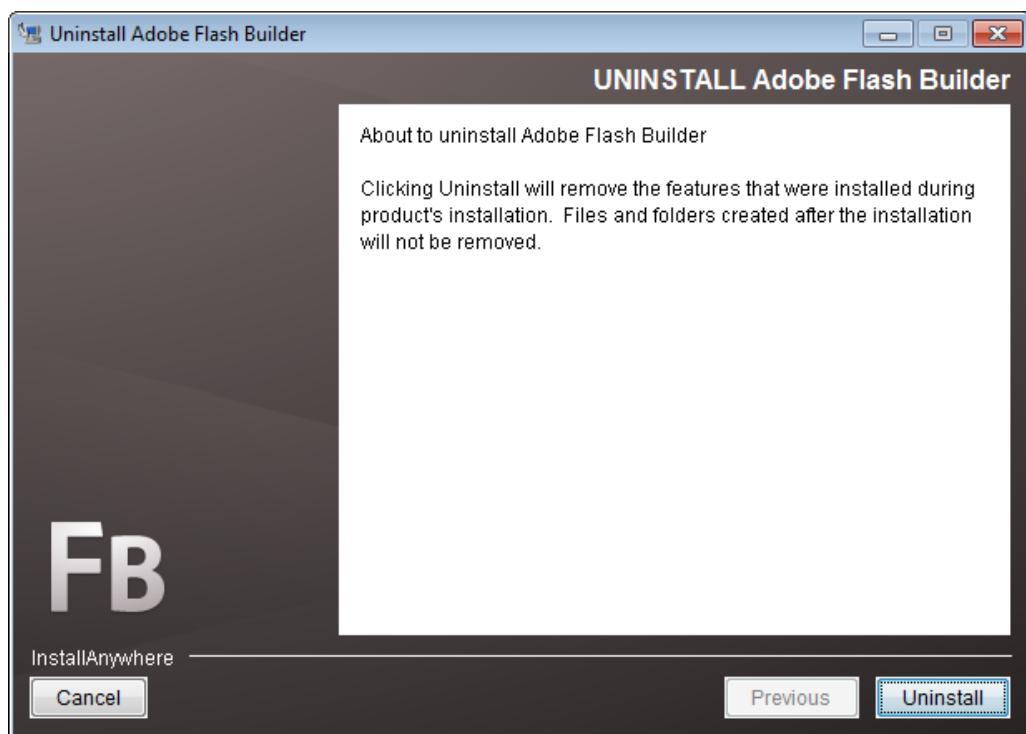 Uninstall Adobe Flash Builder
UNINSTALL Adobe Flash Builder
About to uninstall Adobe Flash Builder
Clicking Uninstall will remove the features that were installed during
product's installation.  Files and folders created after the installation
will not be removed.
FB
InstallAnywhere
Cancel
Previous
Uninstall